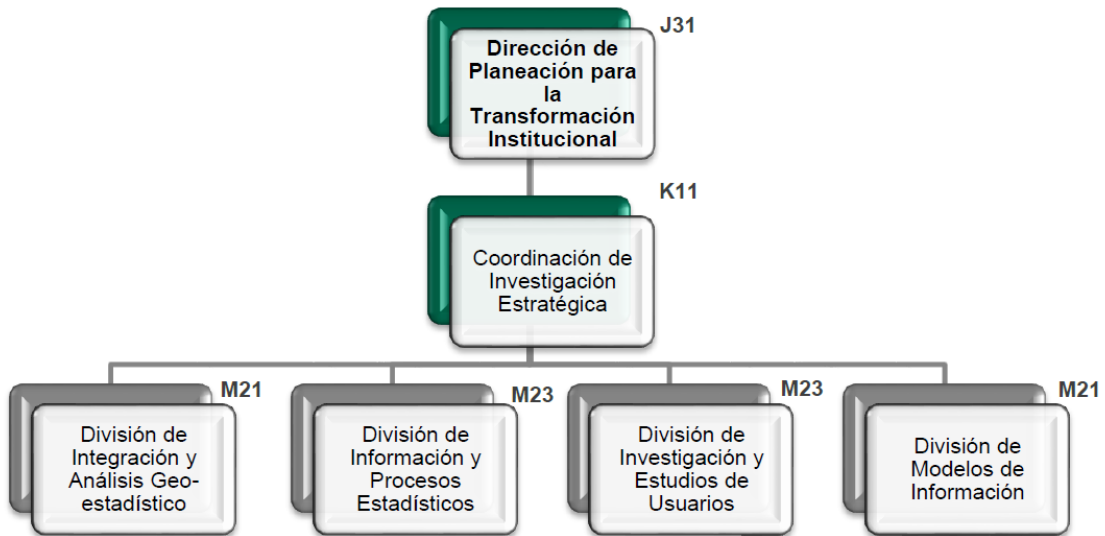 J31
Dirección de
Planeación para
la
Transformación
Institucional
K11
Coordinación de
Investigación
Estratégica
M21
División de
Integración y
Análisis Geo-
estadístico
M23
División de
Información y
Procesos
Estadísticos
M23
División de
Investigación y
Estudios de
Usuarios
M21
División de
Modelos de
Información